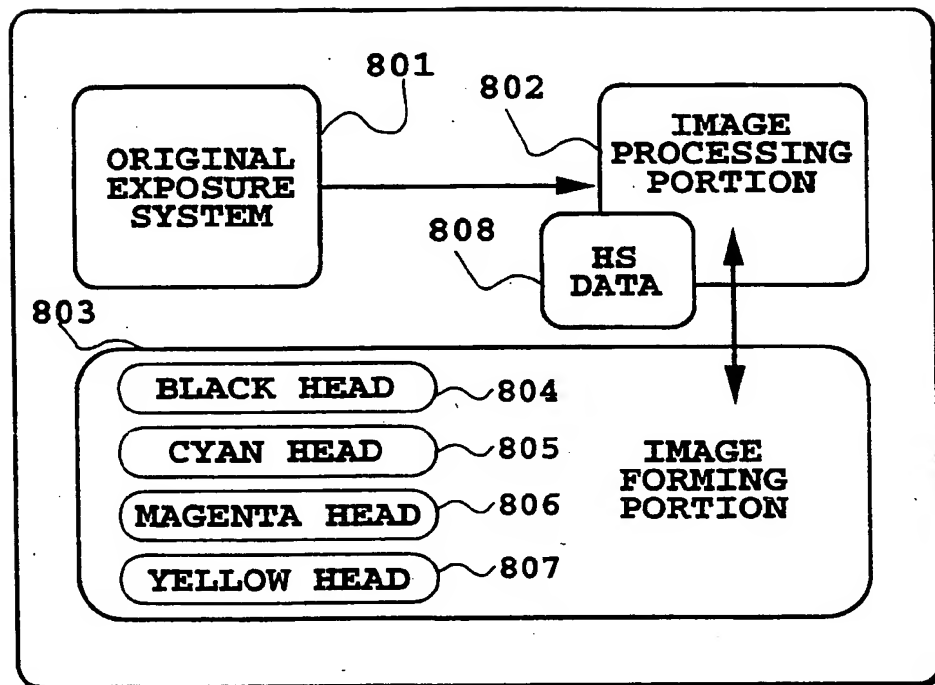 801
ORIGINAL
EXPOSURE
SYSTEM
802
IMAGE
PROCESSING
PORTION
808
HS
DATA
803
BLACK HEAD
804
CYAN HEAD
805
MAGENTA HEAD
806
YELLOW HEAD
807
IMAGE
FORMING
PORTION